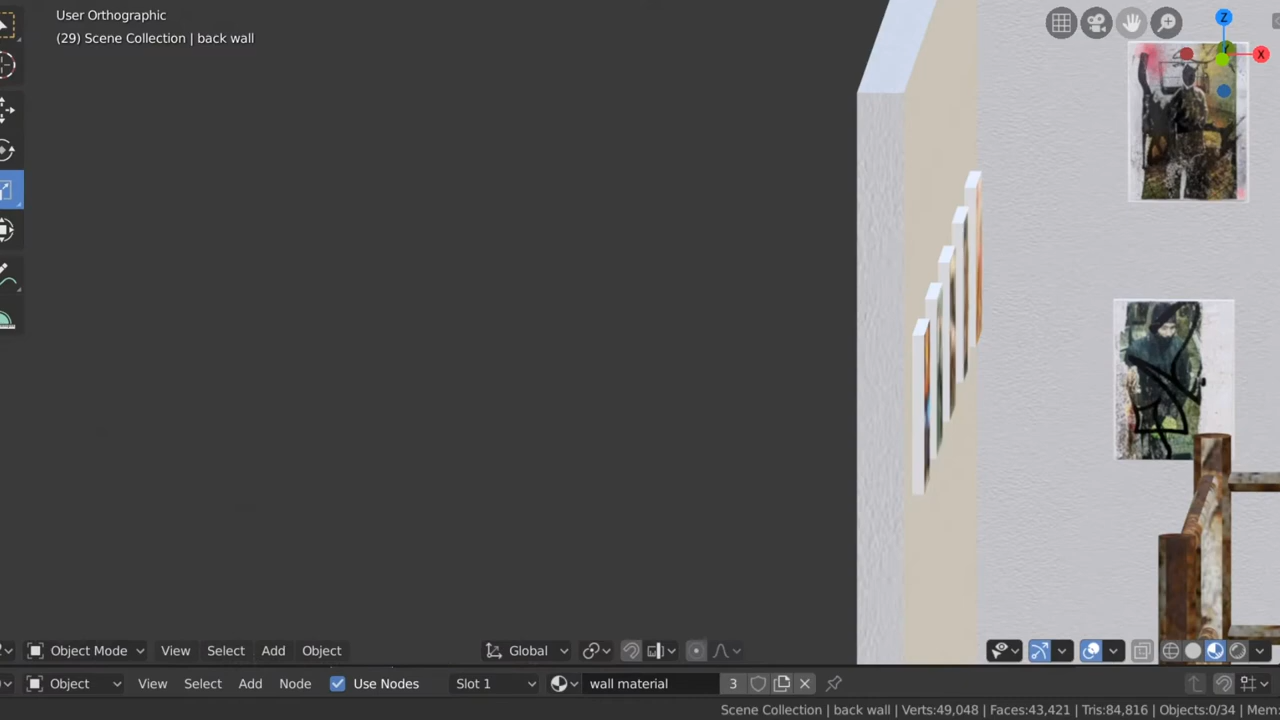 User Orthographic
(29) Scene Collection | back wall
Z
Y
X
Object Mode View Select Add Object Global
Object View Select Add Node Use Nodes Slot 1 wall material 3
Scene Collection | back wall | Verts:49,048 | Faces:43,421 | Tris:84,816 | Objects:0/34 | Mem: